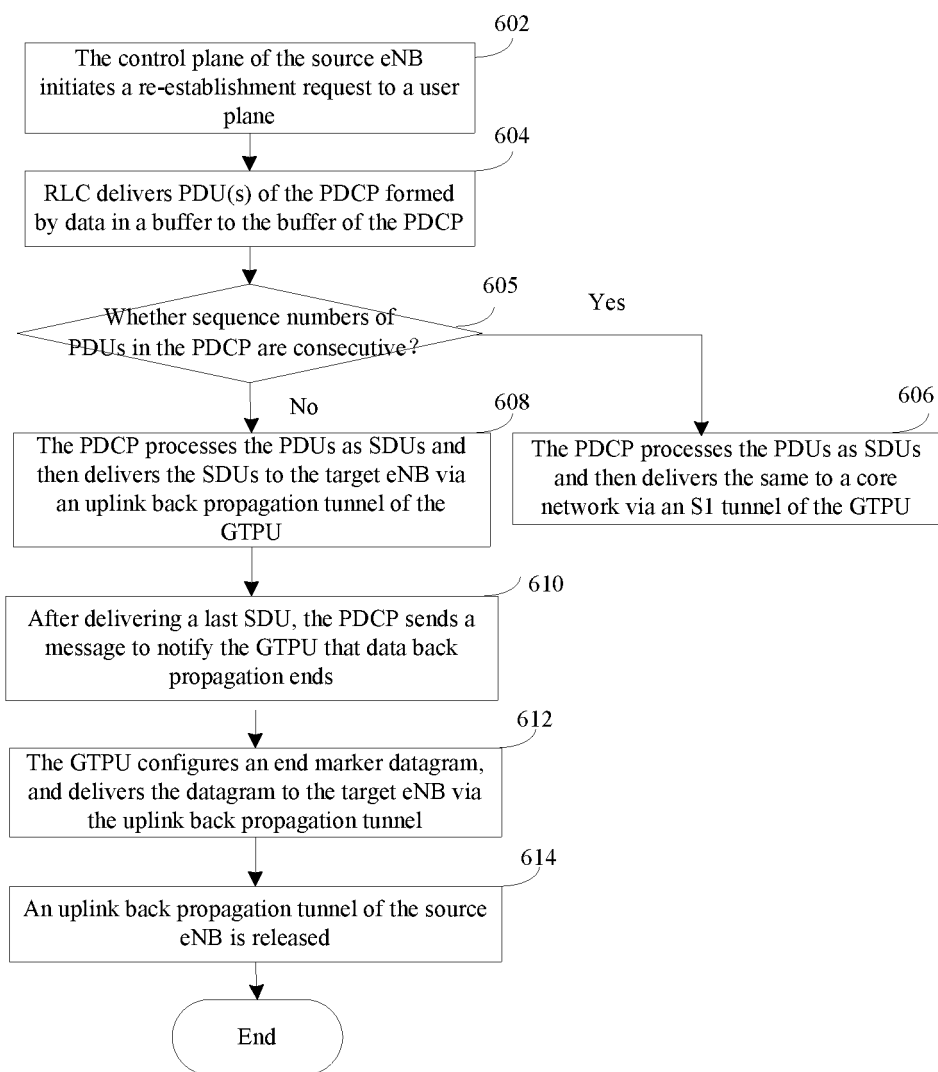 602
The control plane of the source eNB
initiates a re-establishment request to a user
plane
604
RLC delivers PDU(s) of the PDCP formed
by data in a buffer to the buffer of the PDCP
605
Whether sequence numbers of
PDUs in the PDCP are consecutive?
Yes
No
608
The PDCP processes the PDUs as SDUs and
then delivers the SDUs to the target eNB via
an uplink back propagation tunnel of the
GTPU
606
The PDCP processes the PDUs as SDUs
and then delivers the same to a core
network via an S1 tunnel of the GTPU
610
After delivering a last SDU, the PDCP sends a
message to notify the GTPU that data back
propagation ends
612
The GTPU configures an end marker datagram,
and delivers the datagram to the target eNB via
the uplink back propagation tunnel
614
An uplink back propagation tunnel of the source
eNB is released
End